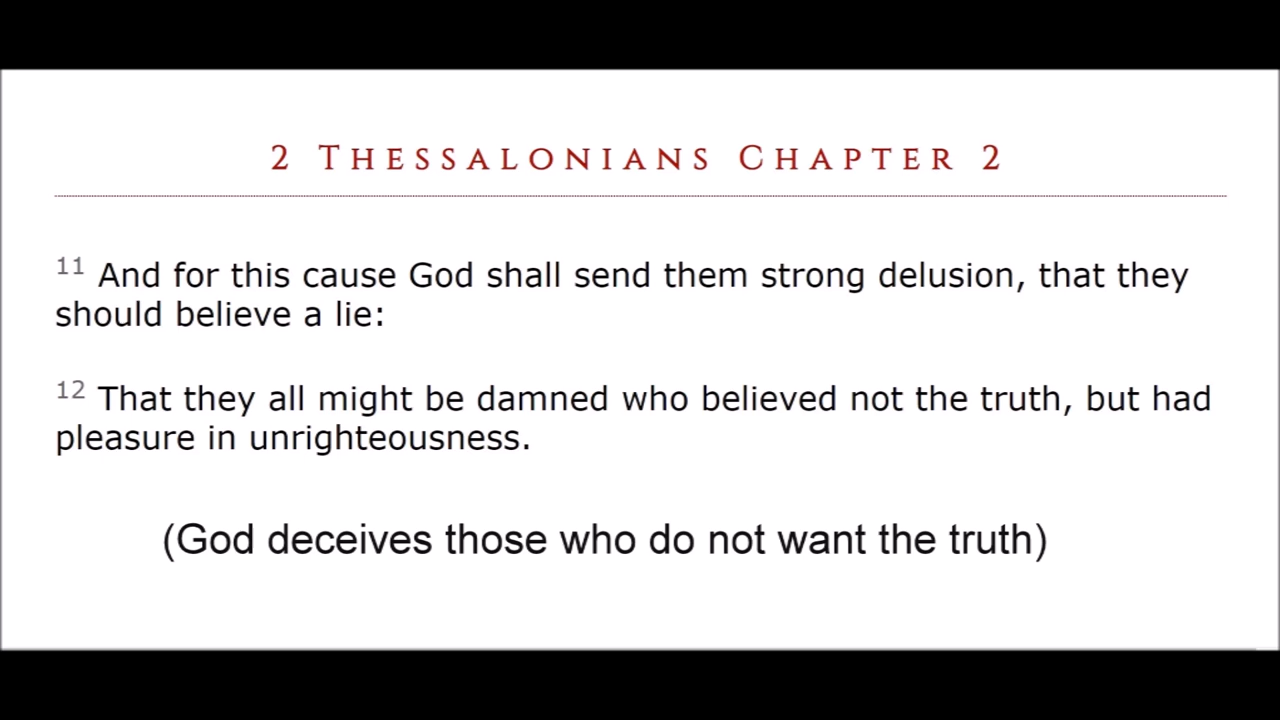 2 Thessalonians Chapter 2
11 And for this cause God shall send them strong delusion, that they
should believe a lie:
12 That they all might be damned who believed not the truth, but had
pleasure in unrighteousness.
(God deceives those who do not want the truth)